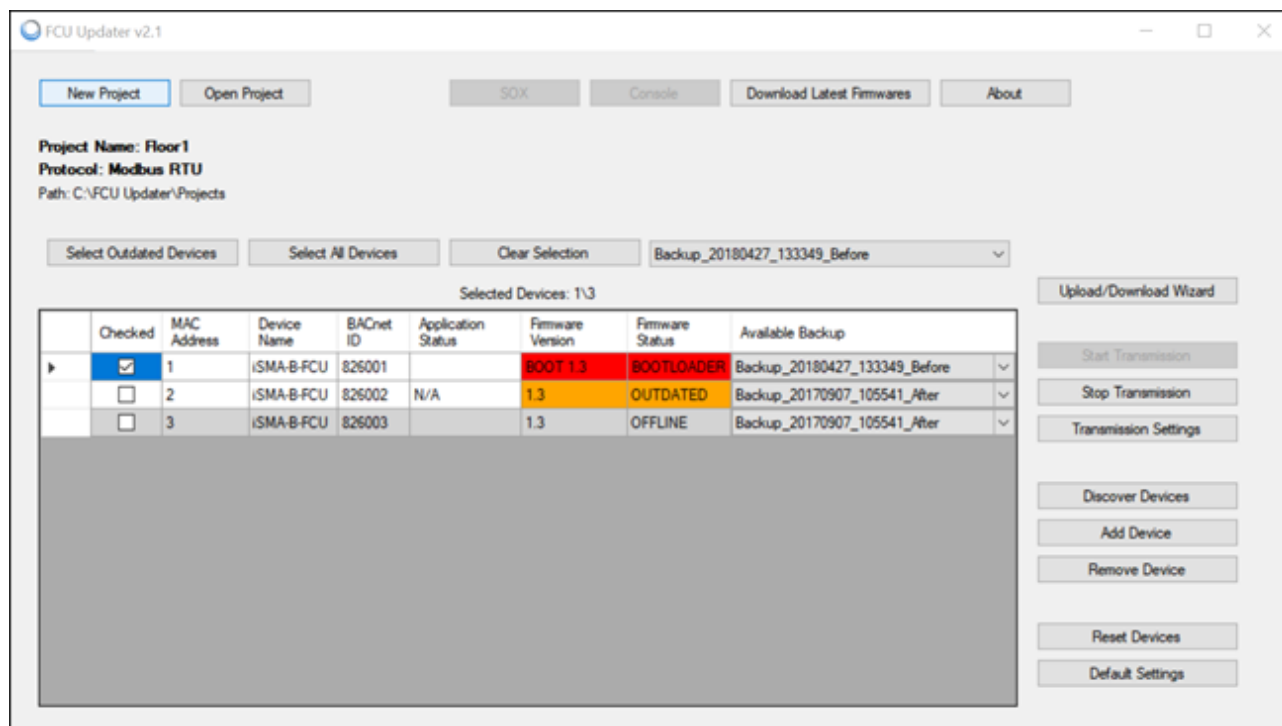 FCU Updater v2.1
New Project Open Project SOX Console Download Latest Firmwares About
Project Name: Floor1
Protocol: Modbus RTU
Path: C:\FCU Updater\Projects
Select Outdated Devices Select All Devices Clear Selection Backup_20180427_133349_Before
Selected Devices: 1\3
Upload/Download Wizard
Checked MAC Address Device Name BACnet ID Application Status Firmware Version Firmware Status Available Backup
1 iSMA-B-FCU 826001 BOOT 1.3 BOOTLOADER Backup_20180427_133349_Before
Start Transmission
2 iSMA-B-FCU 826002 N/A 1.3 OUTDATED Backup_20170907_105541_After
Stop Transmission
3 iSMA-B-FCU 826003 1.3 OFFLINE Backup_20170907_105541_After
Transmission Settings
Discover Devices
Add Device
Remove Device
Reset Devices
Default Settings